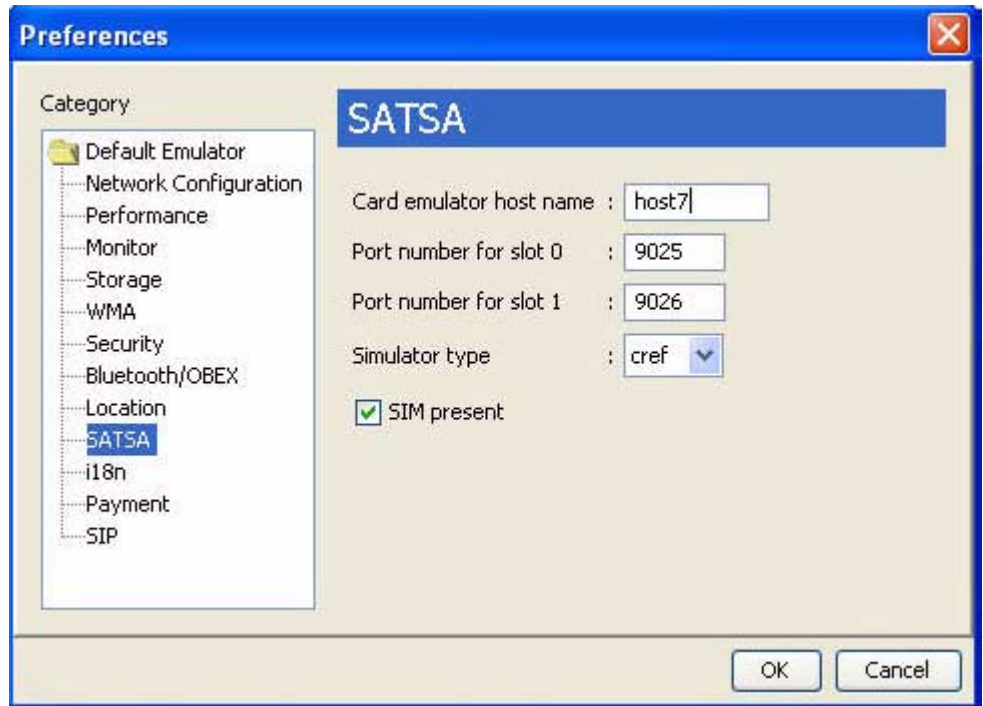 Preferences
Category
Default Emulator
Network Configuration
Performance
Monitor
Storage
WMA
Security
Bluetooth/OBEX
Location
SATSA
i18n
Payment
SIP
SATSA
Card emulator host name : host7
Port number for slot 0 : 9025
Port number for slot 1 : 9026
Simulator type : cref
SIM present
OK Cancel